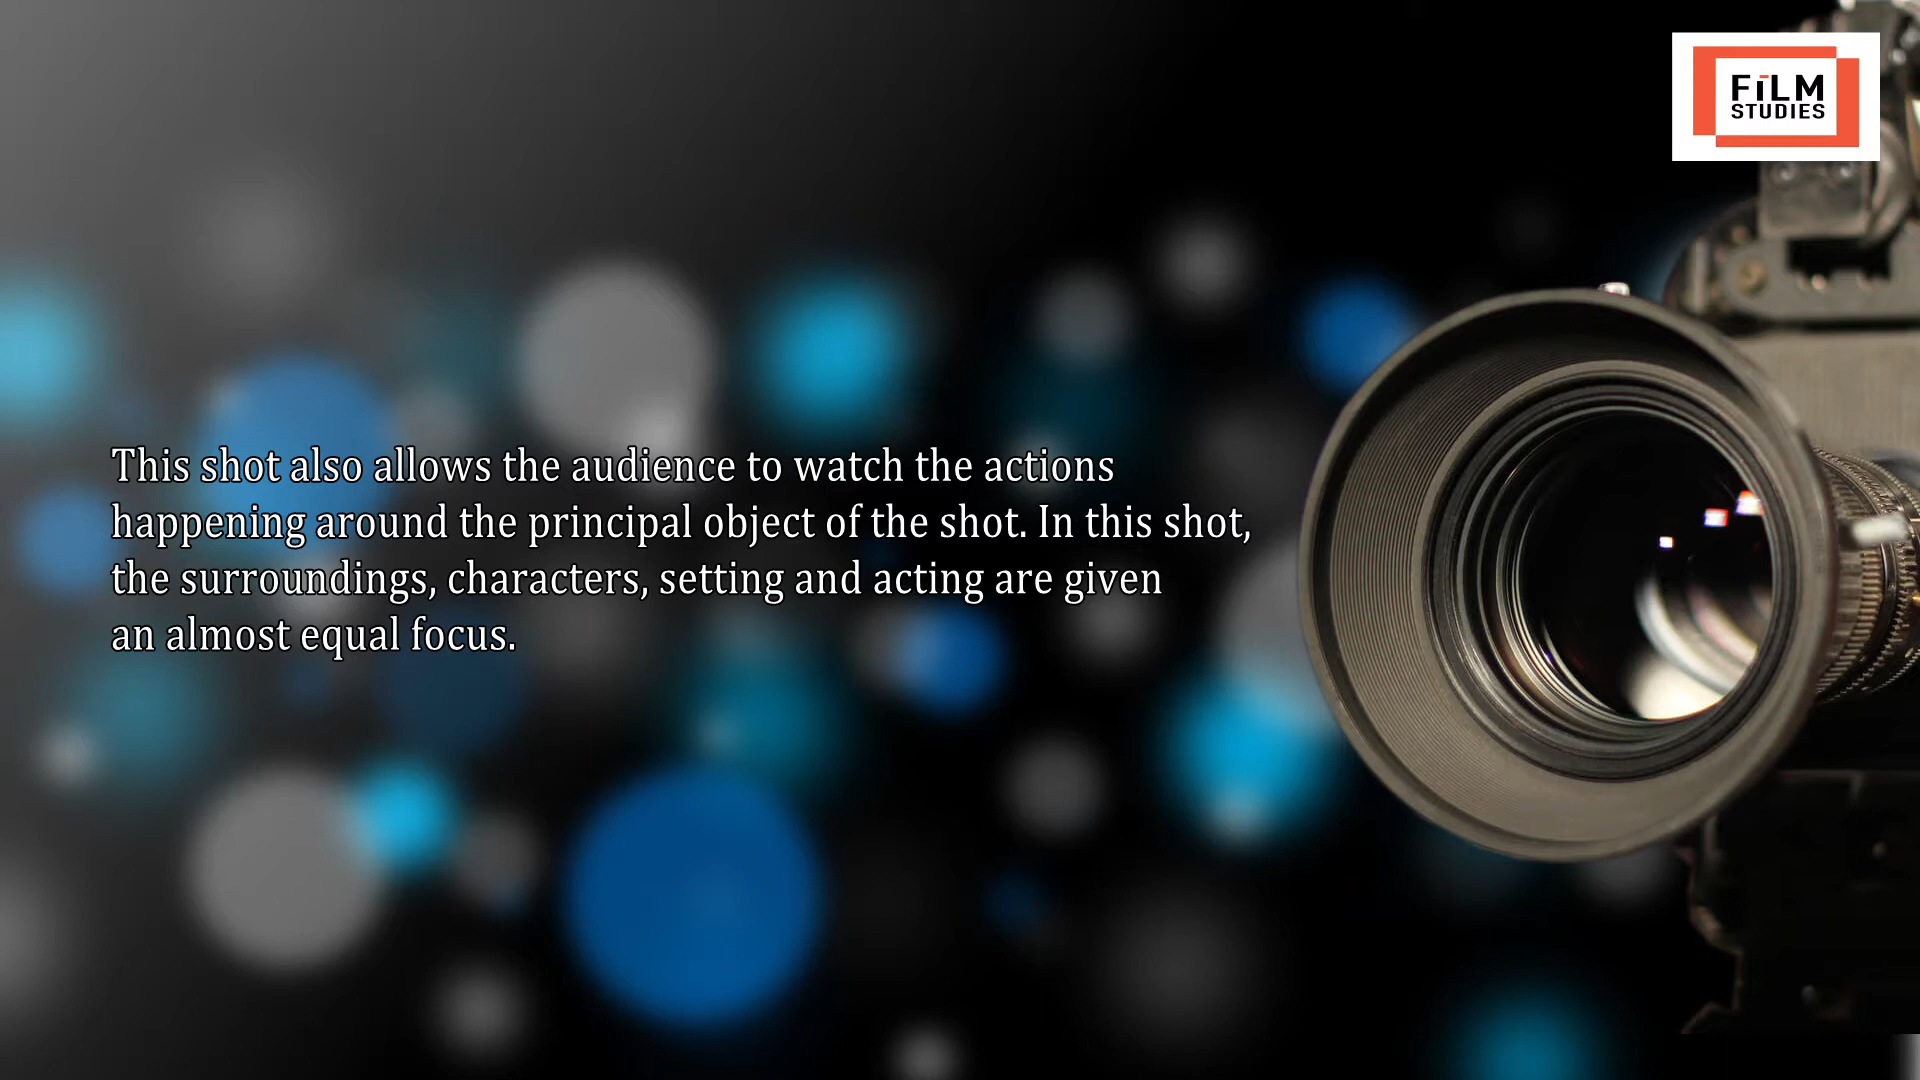 FiLM
STUDIES
This shot also allows the audience to watch the actions
happening around the principal object of the shot. In this shot,
the surroundings, characters, setting and acting are given
an almost equal focus.